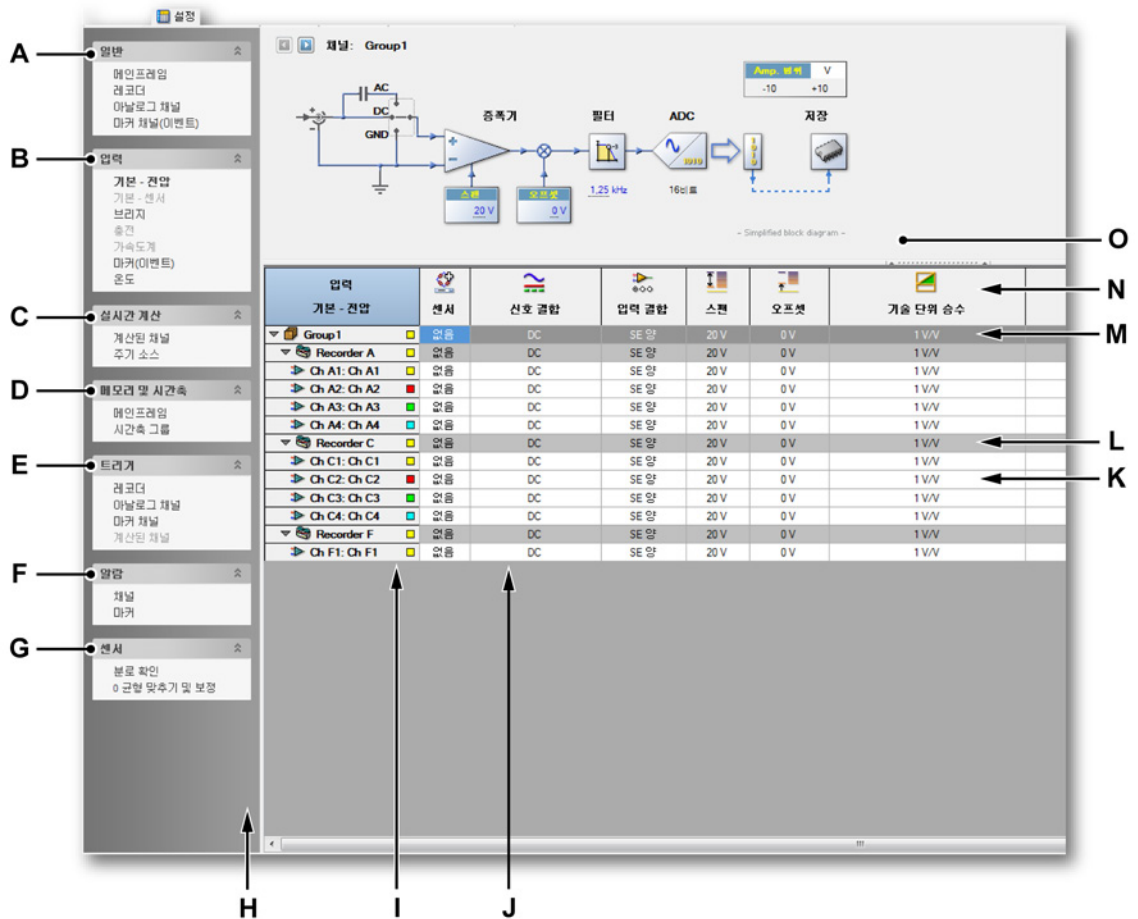 설정
A
일반
메인프레임
레코더
아날로그 채널
마커 채널(이벤트)
B
입력
기본 - 전압
기본 - 센서
브리지
충전
가속도계
마커(이벤트)
온도
C
실시간 계산
계산된 채널
주기 소스
D
메모리 및 시간축
메인프레임
시간축 그룹
E
트리거
레코더
아날로그 채널
마커 채널
계산된 채널
F
알람
채널
마커
G
센서
분로 확인
0 균형 맞추기 및 보정
채널: Group1
AC
DC
GND
증폭기
필터
ADC
저장
Amp. 범위 V
-10 +10
스팬
20 V
오프셋
0 V
1,25 kHz
1010
16비트
1010
- Simplified block diagram -
O
입력
기본 - 전압 센서 신호 결합 입력 결합 스팬 오프셋 기술 단위 승수
N
Group1 없음 DC SE 양 20 V 0 V 1 V/V
M
Recorder A 없음 DC SE 양 20 V 0 V 1 V/V
Ch A1: Ch A1 없음 DC SE 양 20 V 0 V 1 V/V
Ch A2: Ch A2 없음 DC SE 양 20 V 0 V 1 V/V
Ch A3: Ch A3 없음 DC SE 양 20 V 0 V 1 V/V
Ch A4: Ch A4 없음 DC SE 양 20 V 0 V 1 V/V
Recorder C 없음 DC SE 양 20 V 0 V 1 V/V
L
Ch C1: Ch C1 없음 DC SE 양 20 V 0 V 1 V/V
Ch C2: Ch C2 없음 DC SE 양 20 V 0 V 1 V/V
K
Ch C3: Ch C3 없음 DC SE 양 20 V 0 V 1 V/V
Ch C4: Ch C4 없음 DC SE 양 20 V 0 V 1 V/V
Recorder F 없음 DC SE 양 20 V 0 V 1 V/V
Ch F1: Ch F1 없음 DC SE 양 20 V 0 V 1 V/V
H
I
J